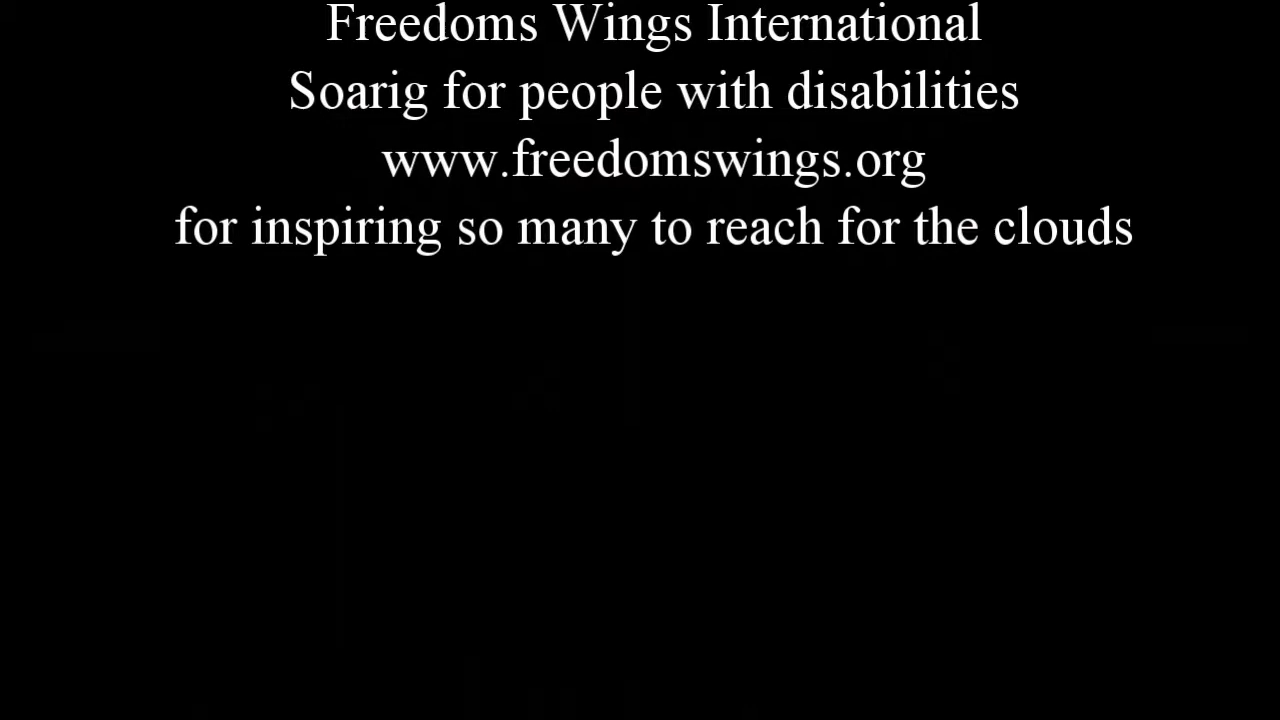 Freedoms Wings International
Soarig for people with disabilities
www.freedomswings.org
for inspiring so many to reach for the clouds